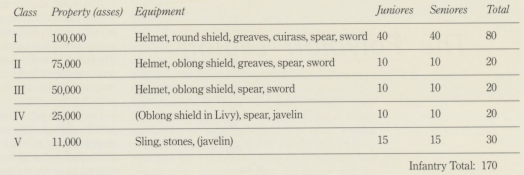 Class Property (asses) Equipment Juniores Seniores Total
I 100,000 Helmet, round shield, greaves, cuirass, spear, sword 40 40 80
II 75,000 Helmet, oblong shield, greaves, spear, sword 10 10 20
III 50,000 Helmet, oblong shield, spear, sword 10 10 20
IV 25,000 (Oblong shield in Livy), spear, javelin 10 10 20
V 11,000 Sling, stones, (javelin) 15 15 30
Infantry Total: 170